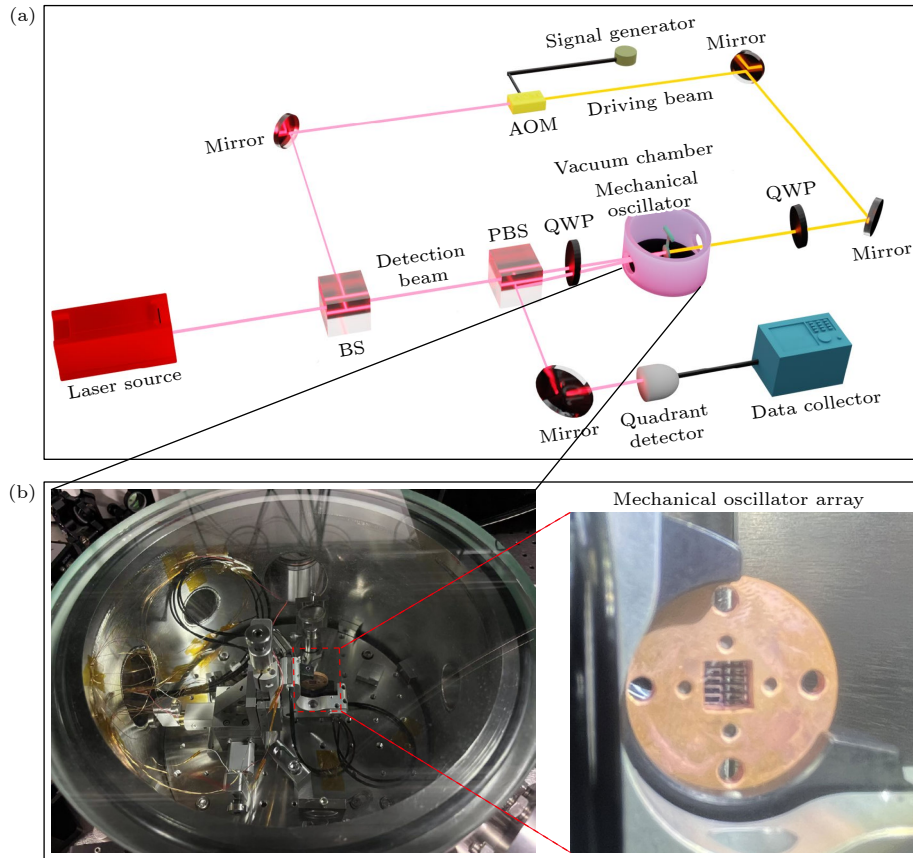 (a)
Signal generator
Mirror
AOM
Driving beam
Mirror
Vacuum chamber
Mechanical
oscillator
QWP
PBS
QWP
Mirror
Detection
beam
BS
Laser source
Mirror
Quadrant
detector
Data collector
(b)
Mechanical oscillator array